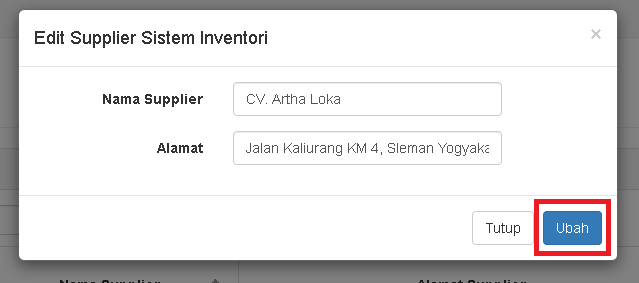 Edit Supplier Sistem Inventori ×
Nama Supplier CV. Artha Loka
Alamat Jalan Kaliurang KM 4, Sleman Yogyaka
Tutup Ubah
Nama Supplier Alamat Supplier